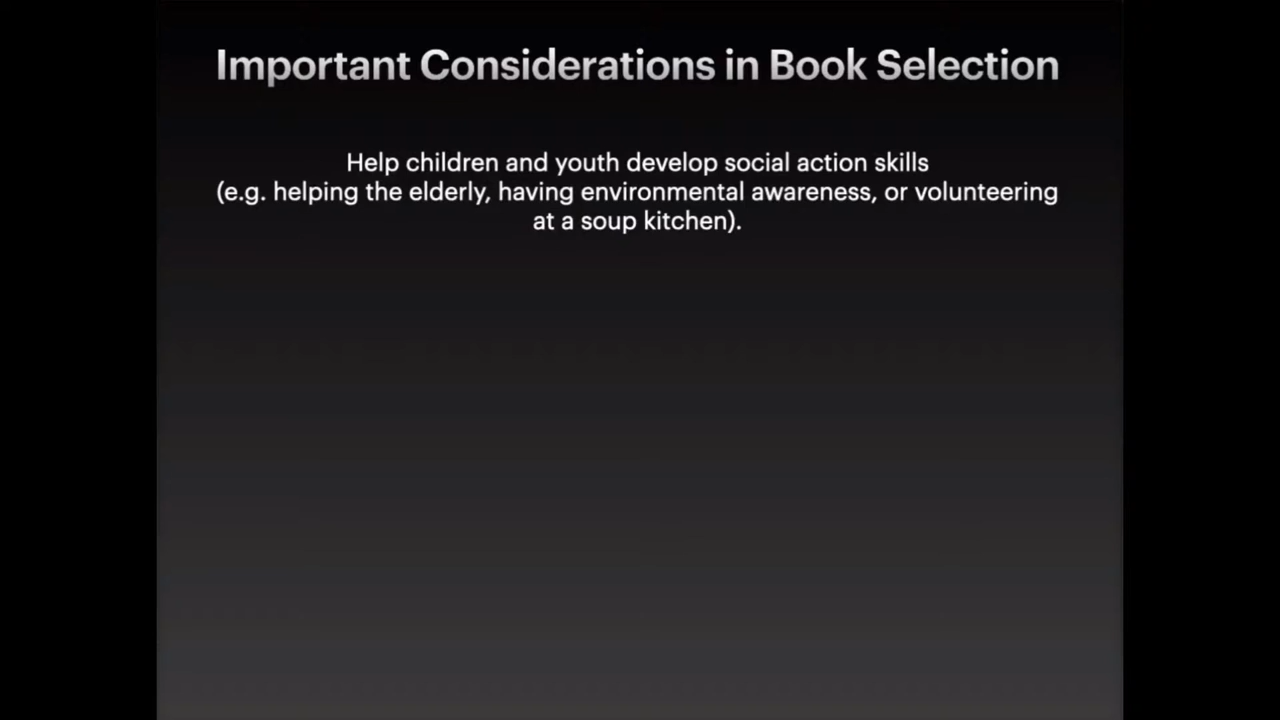 Important Considerations in Book Selection
Help children and youth develop social action skills
(e.g. helping the elderly, having environmental awareness, or volunteering
at a soup kitchen).